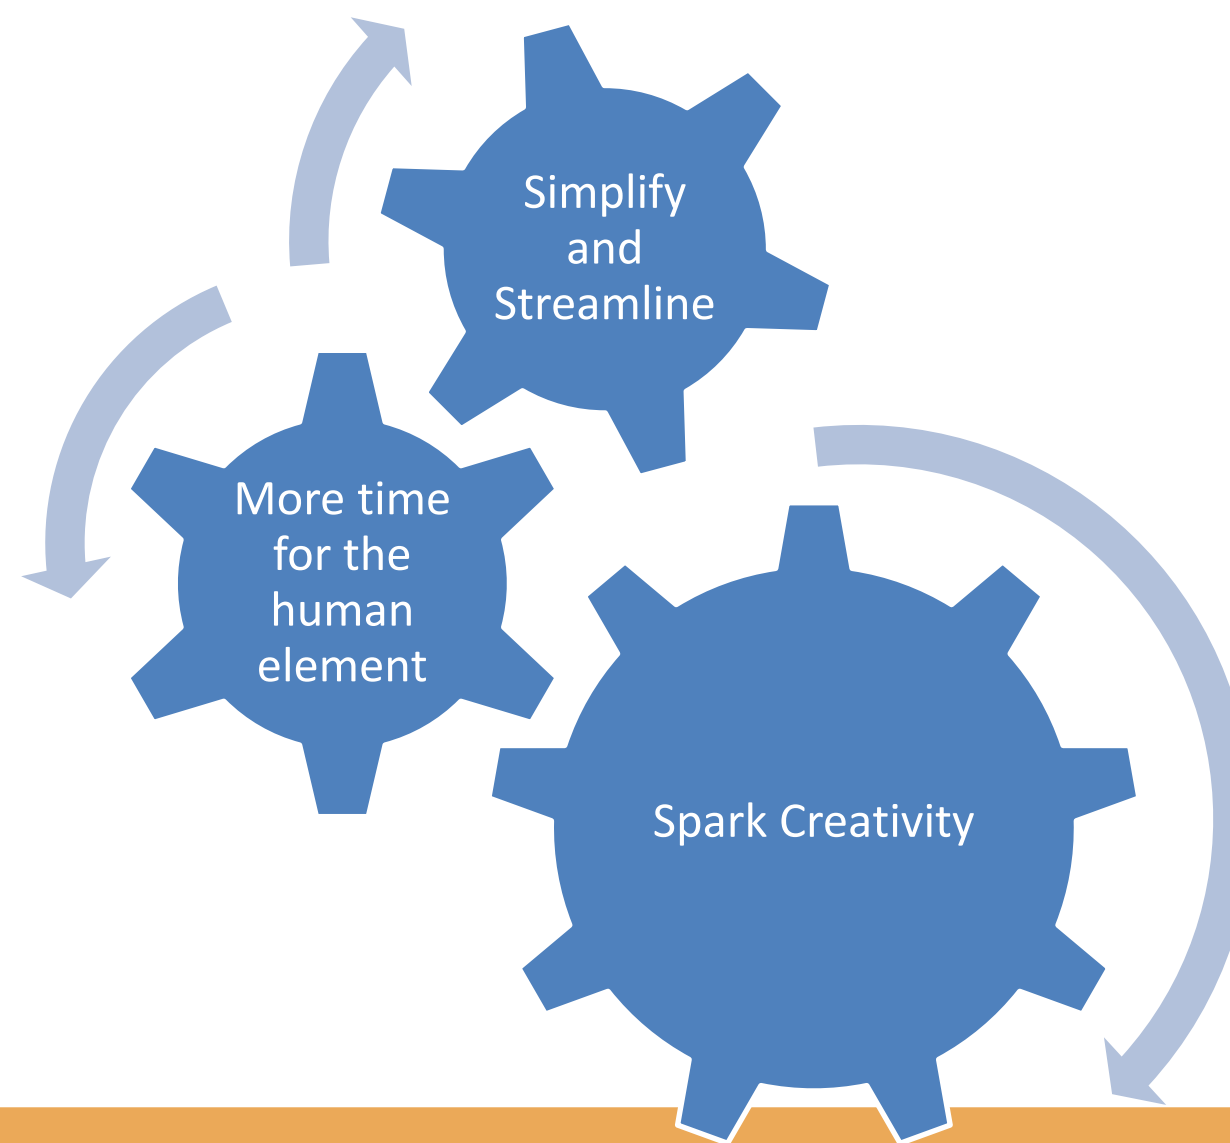 Simplify
and
Streamline
More time
for the
human
element
Spark Creativity